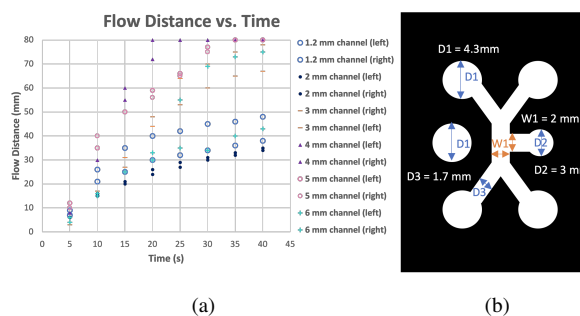 (a)
Flow Distance vs. Time
Flow Distance (mm)
80
70
60
50
40
30
20
10
0
0 5 10 15 20 25 30 35 40 45
Time (s)
1.2 mm channel (left)
1.2 mm channel (right)
2 mm channel (left)
2 mm channel (right)
3 mm channel (right)
3 mm channel (left)
4 mm channel (left)
4 mm channel (right)
5 mm channel (left)
5 mm channel (right)
6 mm channel (left)
6 mm channel (right)
(a)
(b)
D1 = 4.3mm
D1
W1 = 2 mm
D1
W1
D2
D3 = 1.7 mm
D2 = 3 m
D3
(b)